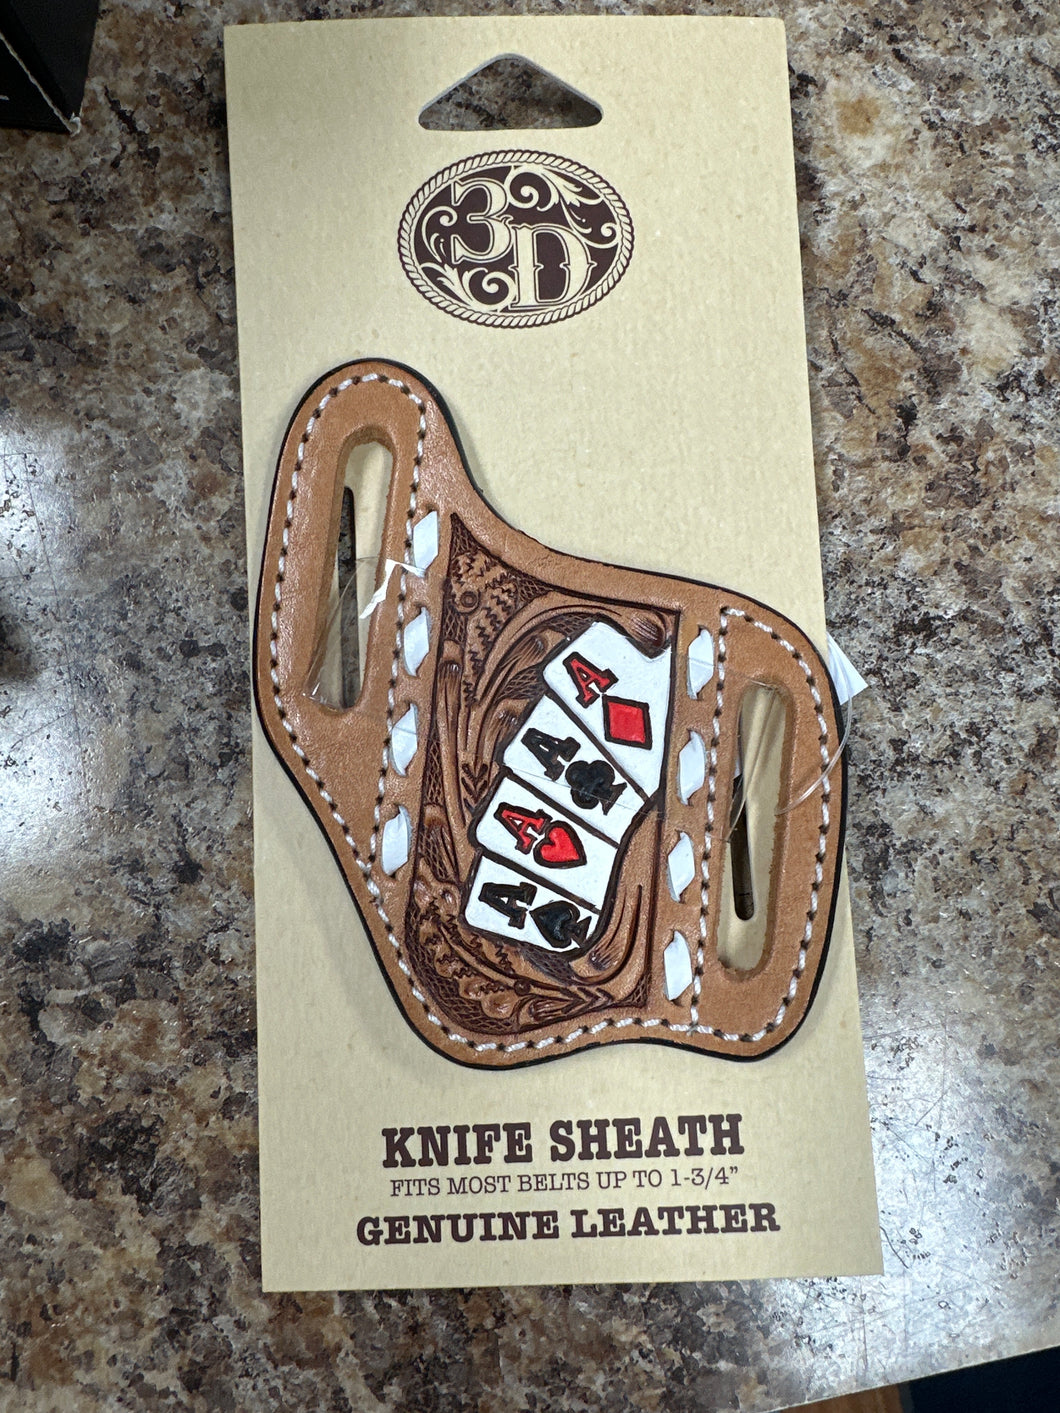 3D
A
A
A
A
KNIFE SHEATH
FITS MOST BELTS UP TO 1-3/4"
GENUINE LEATHER